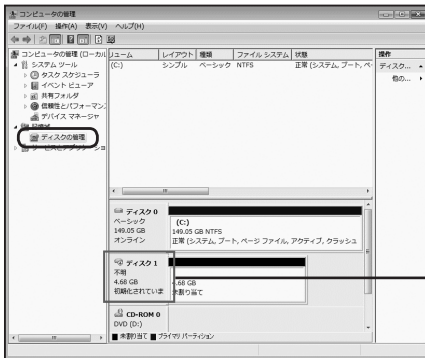 コンピュータの管理
ファイル(F) 操作(A) 表示(V) ヘルプ(H)
コンピュータの管理 (ローカル
システム ツール
タスク スケジューラ
イベント ビューア
共有フォルダ
信頼性とパフォーマンス
デバイス マネージャ
ディスクの管理
サービスとアプリケーショ
リューム レイアウト 種類 ファイル システム 状態
(C:) シンプル ベーシック NTFS 正常 (システム, ブート, ペ
操作
ディスク...
他の...
ディスク 0
ベーシック
149.05 GB
オンライン
(C:)
149.05 GB NTFS
正常 (システム, ブート, ページ ファイル, アクティブ, クラッシュ
ディスク 1
不明
4.68 GB
初期化されていま
4.68 GB
未割り当て
CD-ROM 0
DVD (D:)
未割り当て プライマリ パーティション